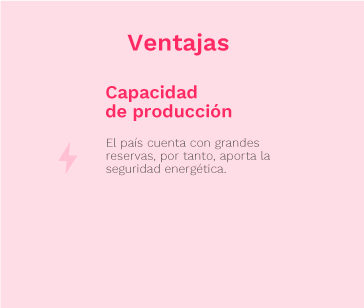 Ventajas
Capacidad
de producción
El país cuenta con grandes
reservas, por tanto, aporta la
seguridad energética.